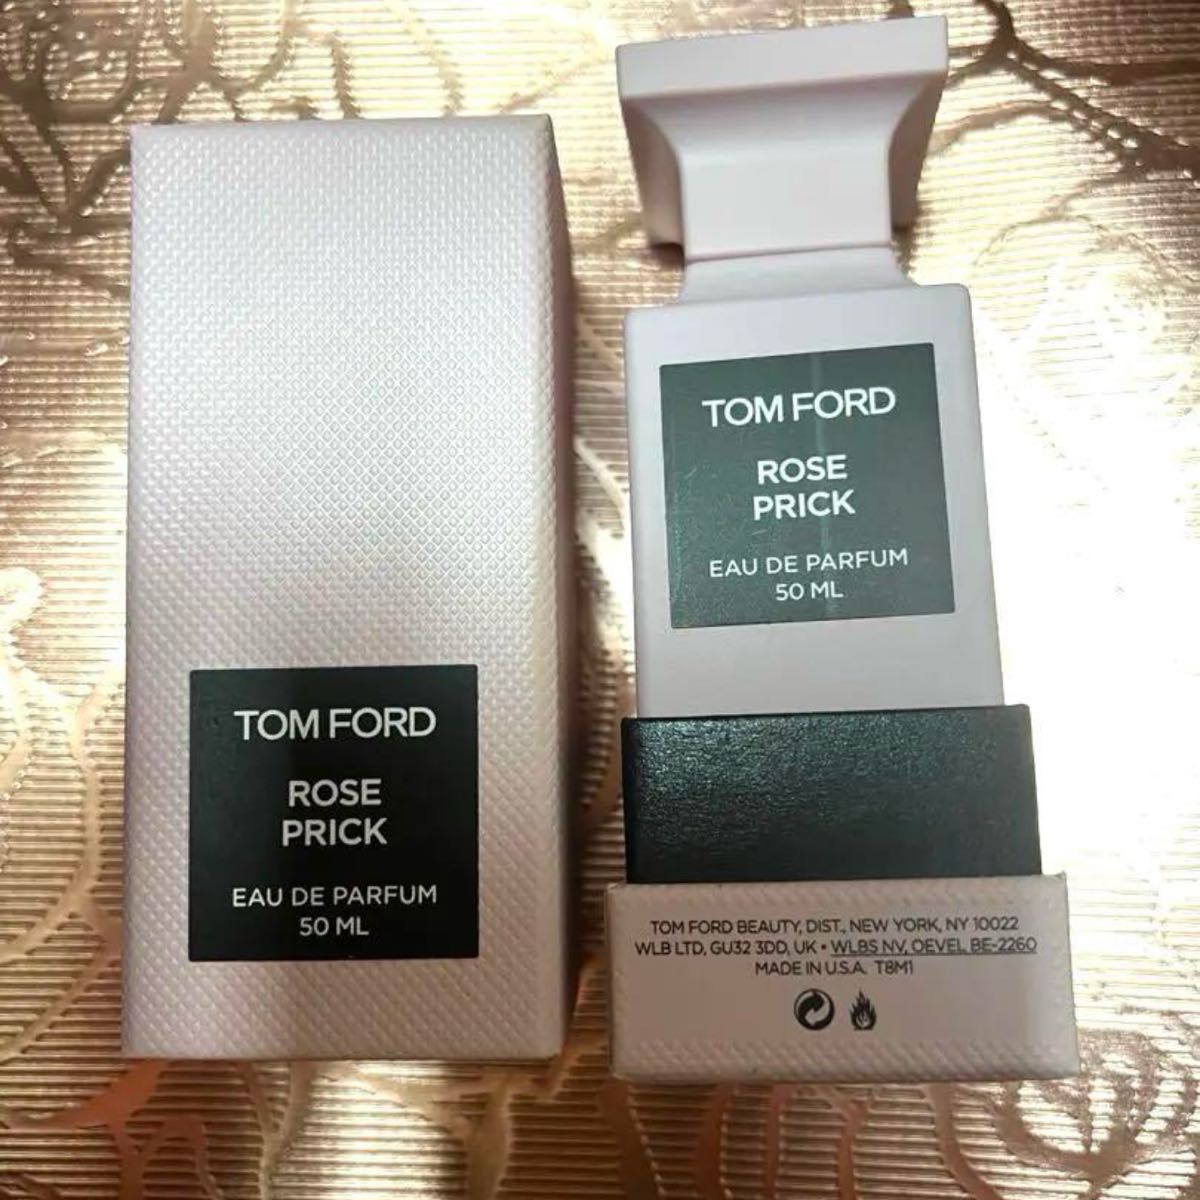 TOM FORD
ROSE
PRICK
EAU DE PARFUM
50 ML
TOM FORD
ROSE
PRICK
EAU DE PARFUM
50 ML
TOM FORD BEAUTY, DIST., NEW YORK, NY 10022
WLB LTD, GU32 3DD, UK • WLBS NV, OEVEL BE-2260
MADE IN U.S.A. T8M1